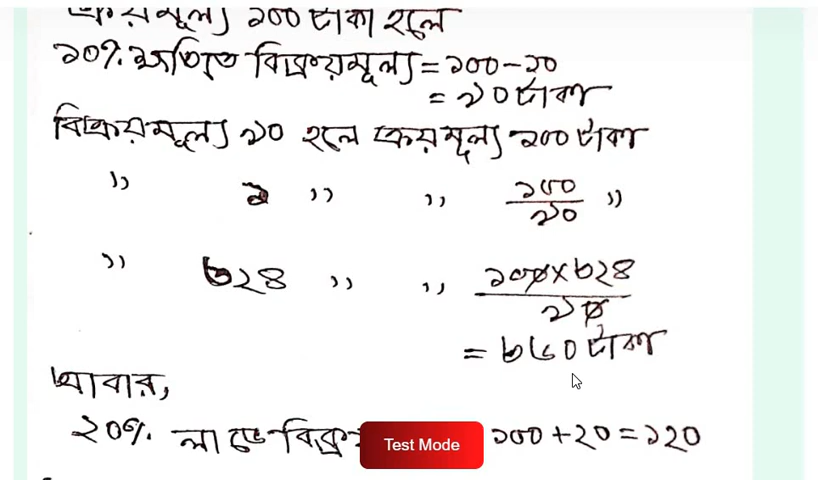 ক্রয়মূল্য ১০০ টাকা হলে
১০% ক্ষতিতে বিক্রয়মূল্য = ১০০ - ১০
= ৯০ টাকা
বিক্রয়মূল্য ৯০ হলে ক্রয়মূল্য ১০০ টাকা
" ১ " " ১০০/৯০ "
" ৮২৪ " " ১০০×৮২৪/৯০
= টাকা
আবার,
২০% লাভে Test Mode ১০০ + ২০ = ১২০